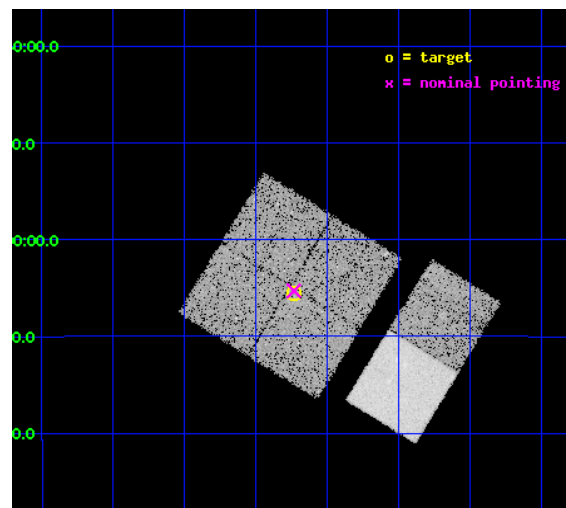 0:00.0
o = target
x = nominal pointing
0.0
0:00.0
0.0
0.0